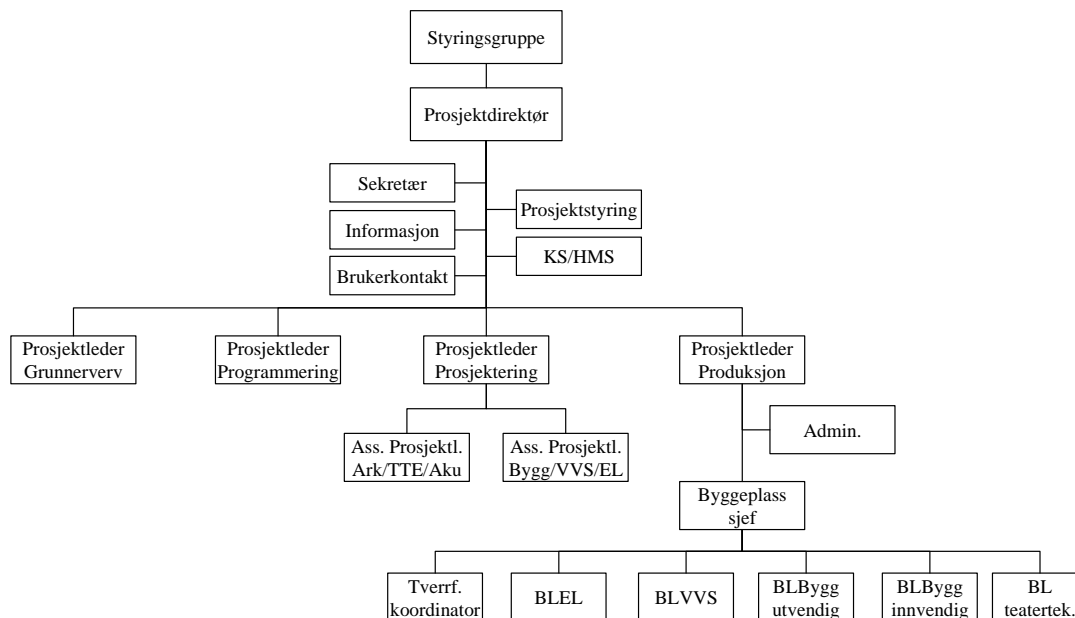 Styringsgruppe
Prosjektdirektør
Sekretær
Prosjektstyring
Informasjon
KS/HMS
Brukerkontakt
Prosjektleder
Grunnerverv
Prosjektleder
Programmering
Prosjektleder
Prosjektering
Prosjektleder
Produksjon
Ass. Prosjektl.
Ark/TTE/Aku
Ass. Prosjektl.
Bygg/VVS/EL
Admin.
Byggeplass
sjef
Tverrf.
koordinator
BLEL
BLVVS
BLBygg
utvendig
BLBygg
innvendig
BL
teatertek.